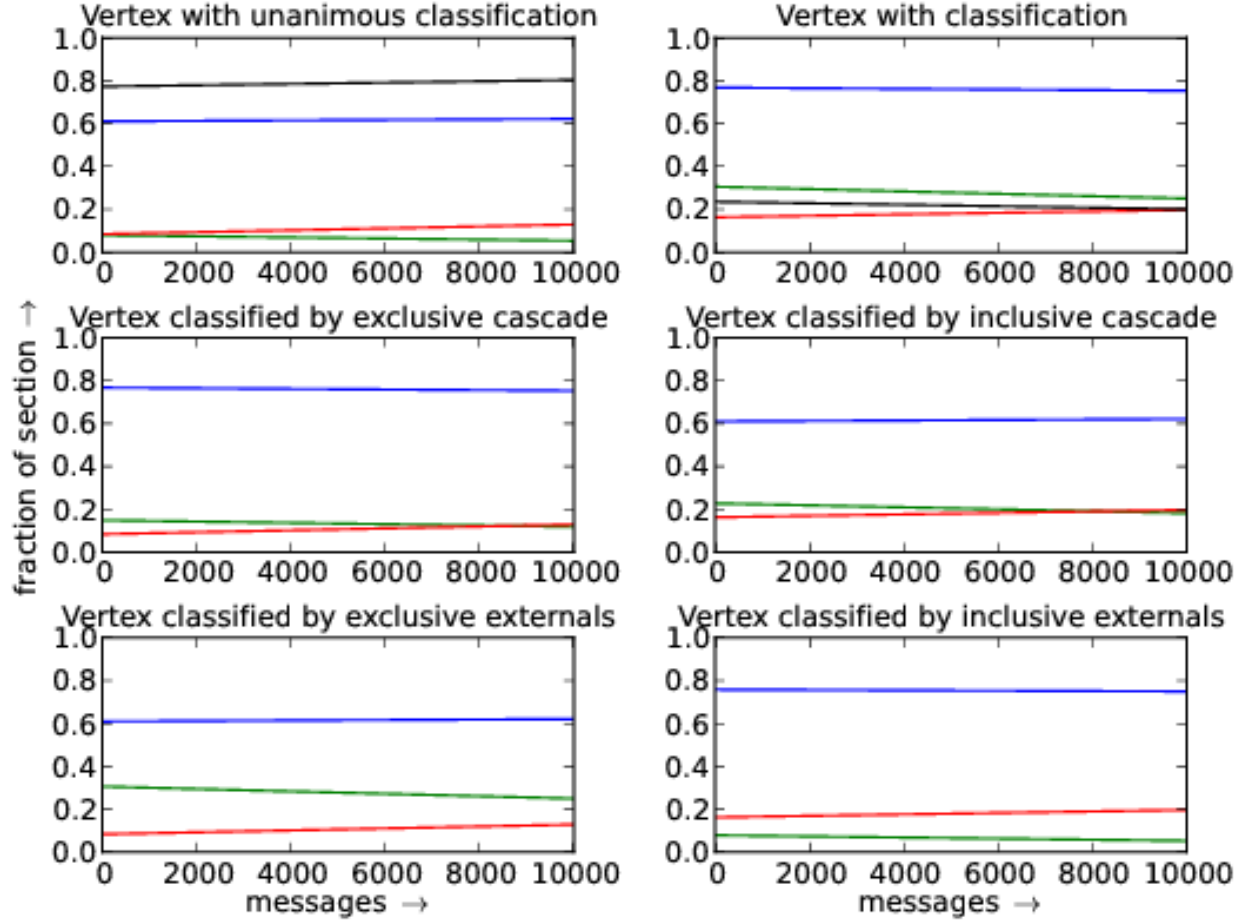 Vertex with unanimous classification
1.0
0.8
0.6
0.4
0.2
0.0
0 2000 4000 6000 8000 10000
Vertex with classification
1.0
0.8
0.6
0.4
0.2
0.0
0 2000 4000 6000 8000 10000
fraction of section →
Vertex classified by exclusive cascade
1.0
0.8
0.6
0.4
0.2
0.0
0 2000 4000 6000 8000 10000
Vertex classified by inclusive cascade
1.0
0.8
0.6
0.4
0.2
0.0
0 2000 4000 6000 8000 10000
Vertex classified by exclusive externals
1.0
0.8
0.6
0.4
0.2
0.0
0 2000 4000 6000 8000 10000
messages →
Vertex classified by inclusive externals
1.0
0.8
0.6
0.4
0.2
0.0
0 2000 4000 6000 8000 10000
messages →